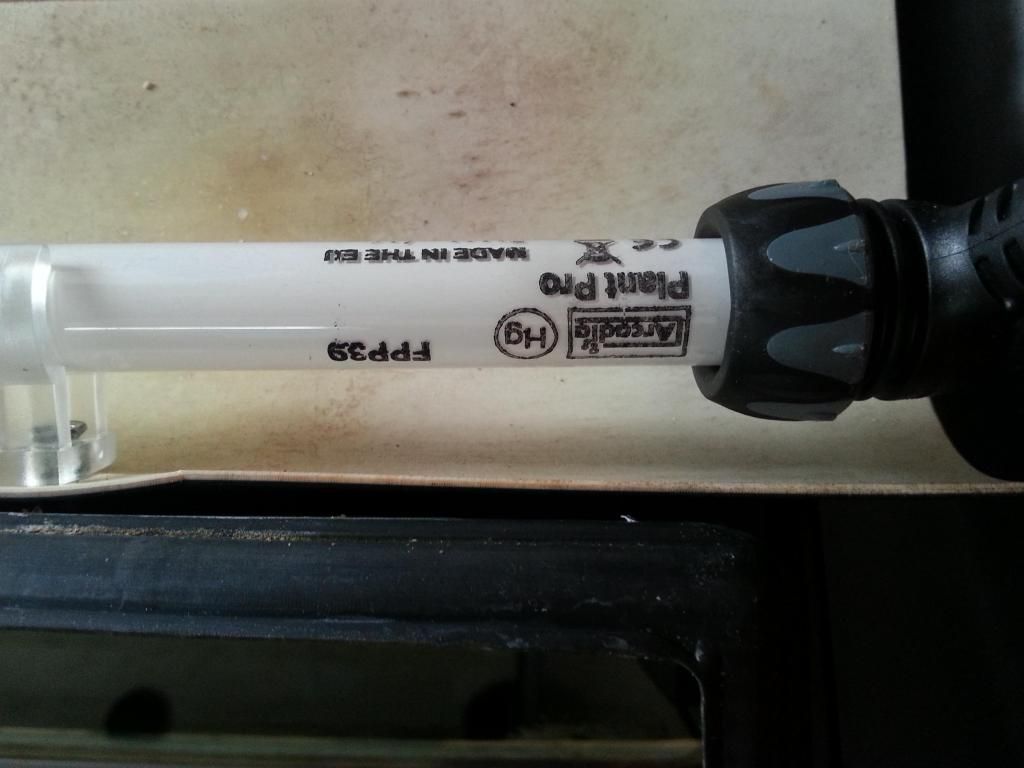 Arcadia
Hg
FPP39
Plant Pro
CE
MADE IN THE EU